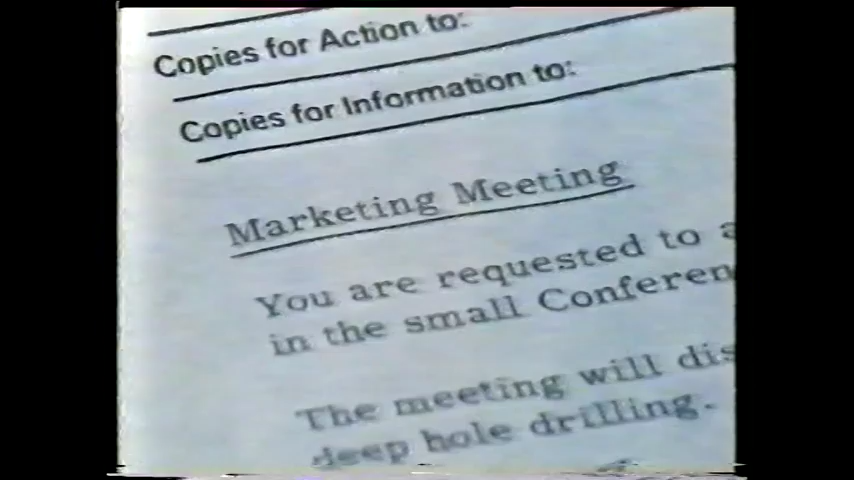 Copies for Action to:
Copies for Information to:
Marketing Meeting
You are requested to a
in the small Conferen
The meeting will dis
deep hole drilling.